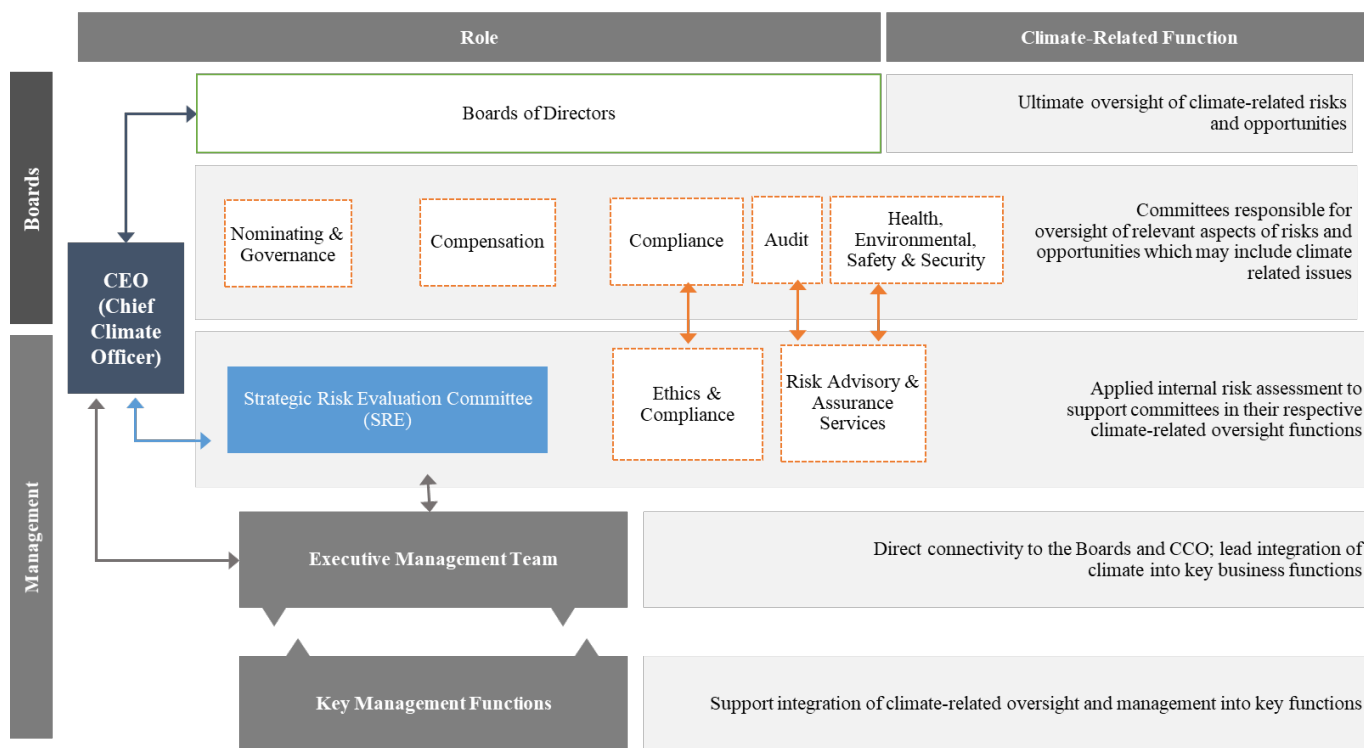 Role
Climate-Related Function
Boards
Boards of Directors
Ultimate oversight of climate-related risks
and opportunities
Nominating &
Governance
Compensation
Compliance
Audit
Health,
Environmental,
Safety & Security
Committees responsible for
oversight of relevant aspects of risks and
opportunities which may include climate
related issues
CEO
(Chief
Climate
Officer)
Management
Strategic Risk Evaluation Committee
(SRE)
Ethics &
Compliance
Risk Advisory &
Assurance
Services
Applied internal risk assessment to
support committees in their respective
climate-related oversight functions
Executive Management Team
Direct connectivity to the Boards and CCO; lead integration of
climate into key business functions
Key Management Functions
Support integration of climate-related oversight and management into key functions